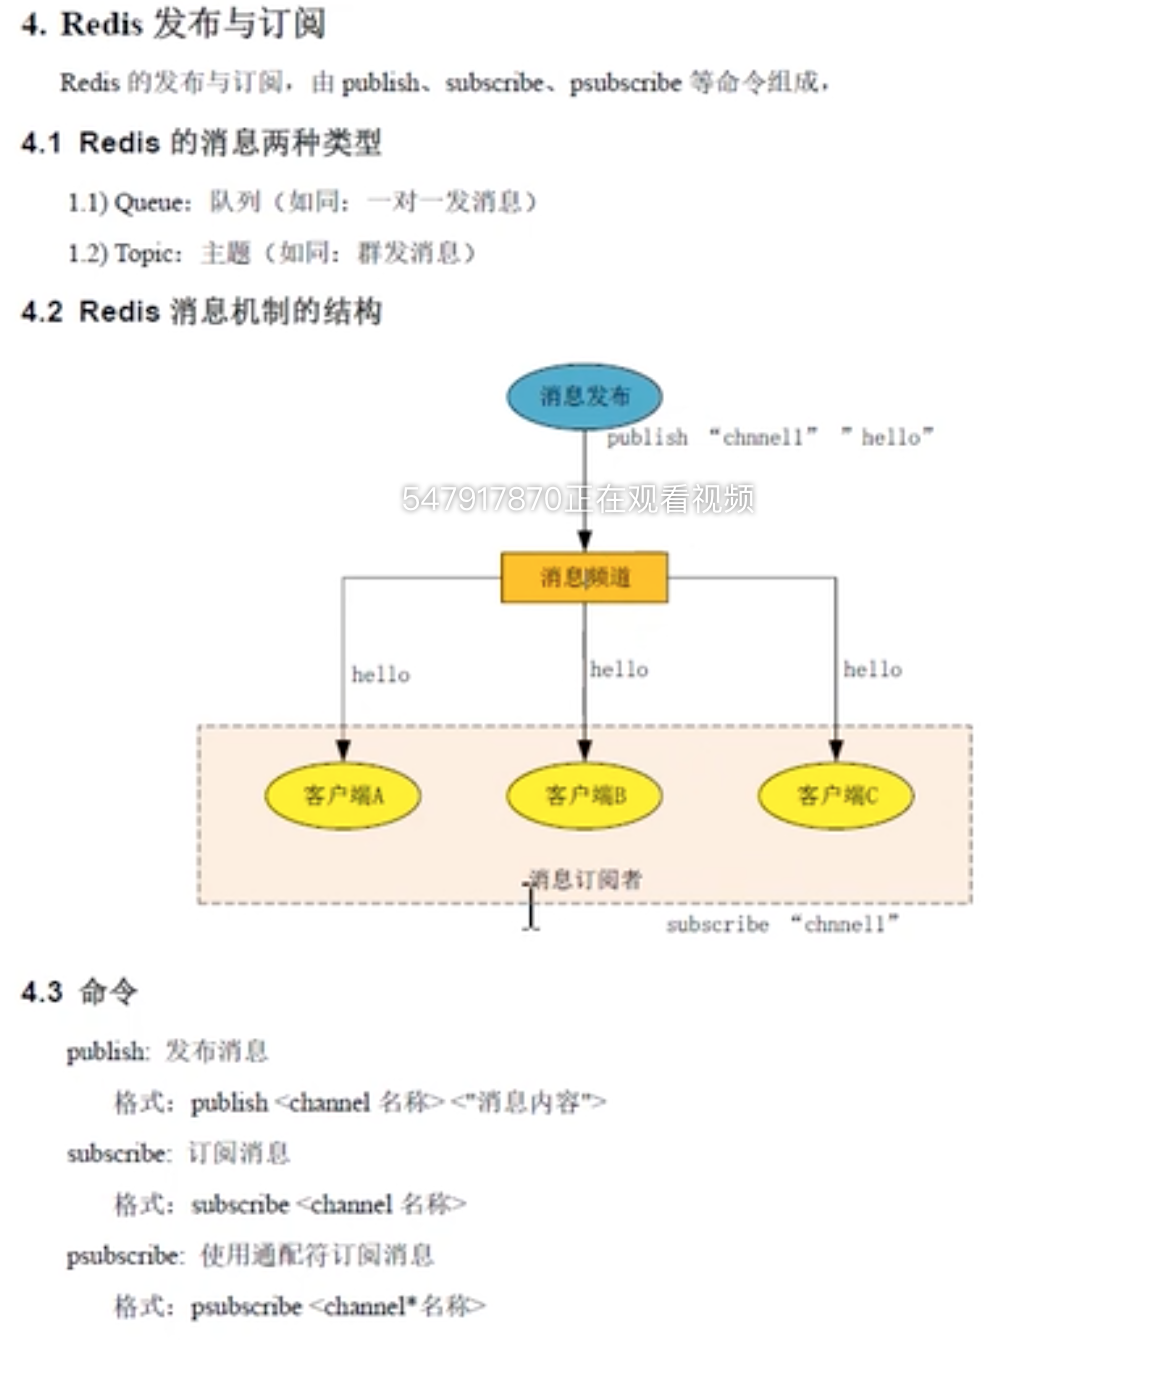 4. Redis 发布与订阅
Redis 的发布与订阅，由 publish、subscribe、psubscribe 等命令组成，
4.1 Redis 的消息两种类型
1.1) Queue：队列（如同：一对一发消息）
1.2) Topic：主题（如同：群发消息）
4.2 Redis 消息机制的结构
消息发布
publish “chnnel1” ”hello”
547917870正在观看视频
消息频道
hello
hello
hello
客户端A
客户端B
客户端C
消息订阅者
subscribe “chnnel1”
4.3 命令
publish: 发布消息
格式：publish <channel 名称> <"消息内容">
subscribe: 订阅消息
格式：subscribe <channel 名称>
psubscribe: 使用通配符订阅消息
格式：psubscribe <channel*名称>